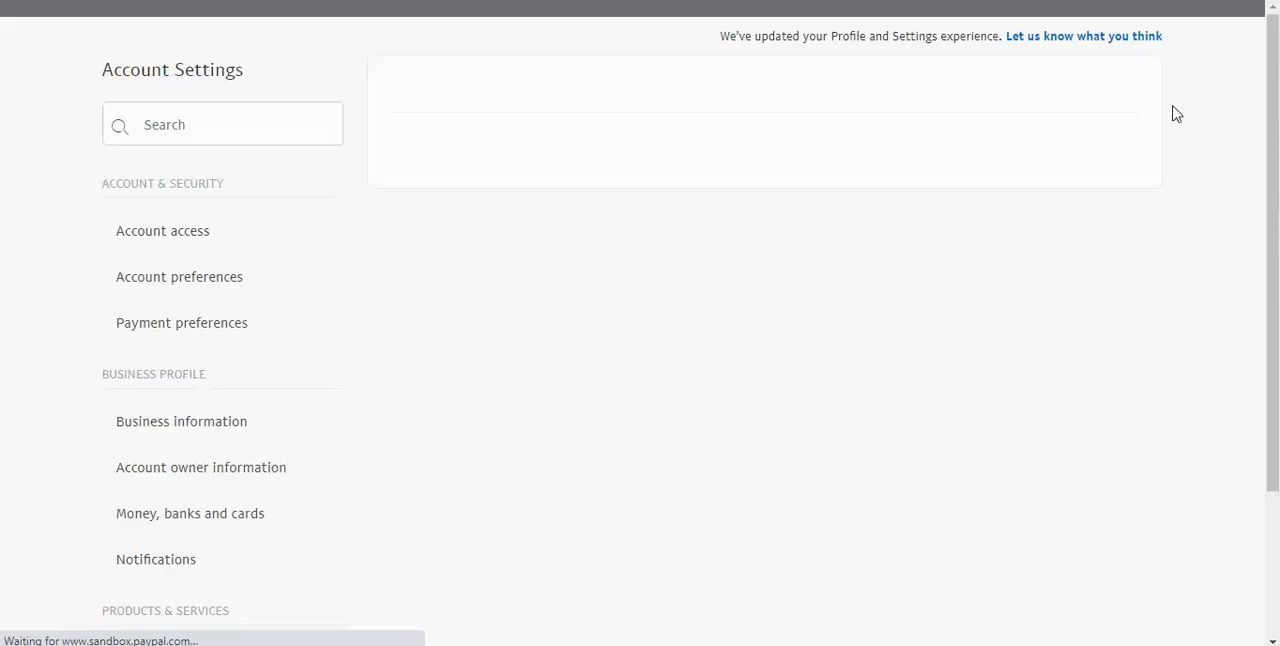 We've updated your Profile and Settings experience. Let us know what you think
Account Settings
Search
ACCOUNT & SECURITY
Account access
Account preferences
Payment preferences
BUSINESS PROFILE
Business information
Account owner information
Money, banks and cards
Notifications
PRODUCTS & SERVICES
Waiting for www.sandbox.paypal.com...